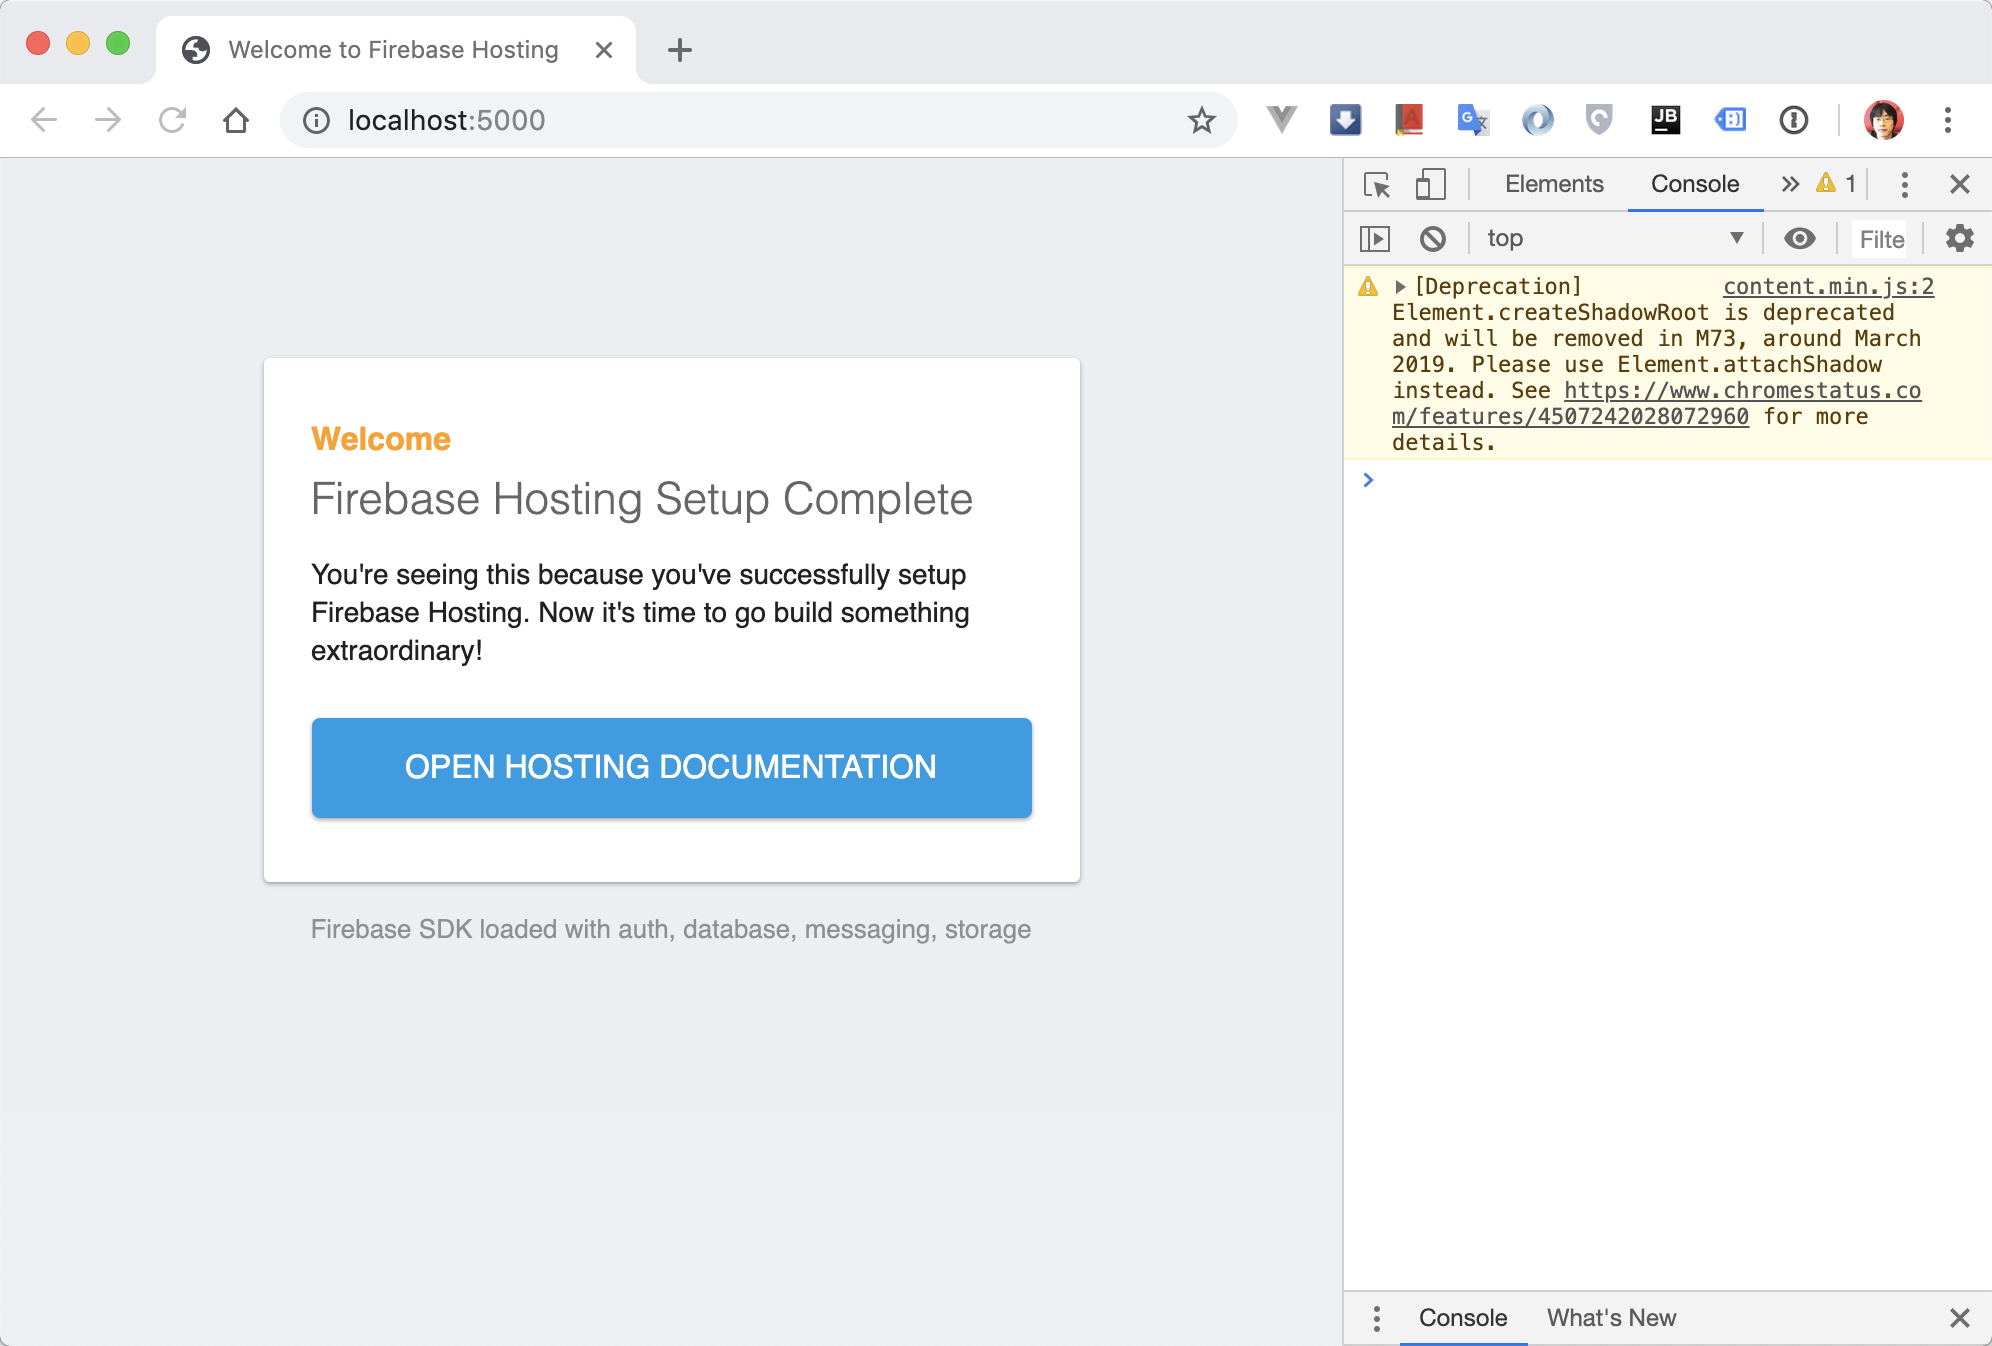 Welcome to Firebase Hosting
localhost:5000
JB
Elements
Console
1
top
Filte
[Deprecation] content.min.js:2
Element.createShadowRoot is deprecated
and will be removed in M73, around March
2019. Please use Element.attachShadow
instead. See https://www.chromestatus.co
m/features/4507242028072960 for more
details.
Welcome
Firebase Hosting Setup Complete
You're seeing this because you've successfully setup
Firebase Hosting. Now it's time to go build something
extraordinary!
OPEN HOSTING DOCUMENTATION
Firebase SDK loaded with auth, database, messaging, storage
Console
What's New